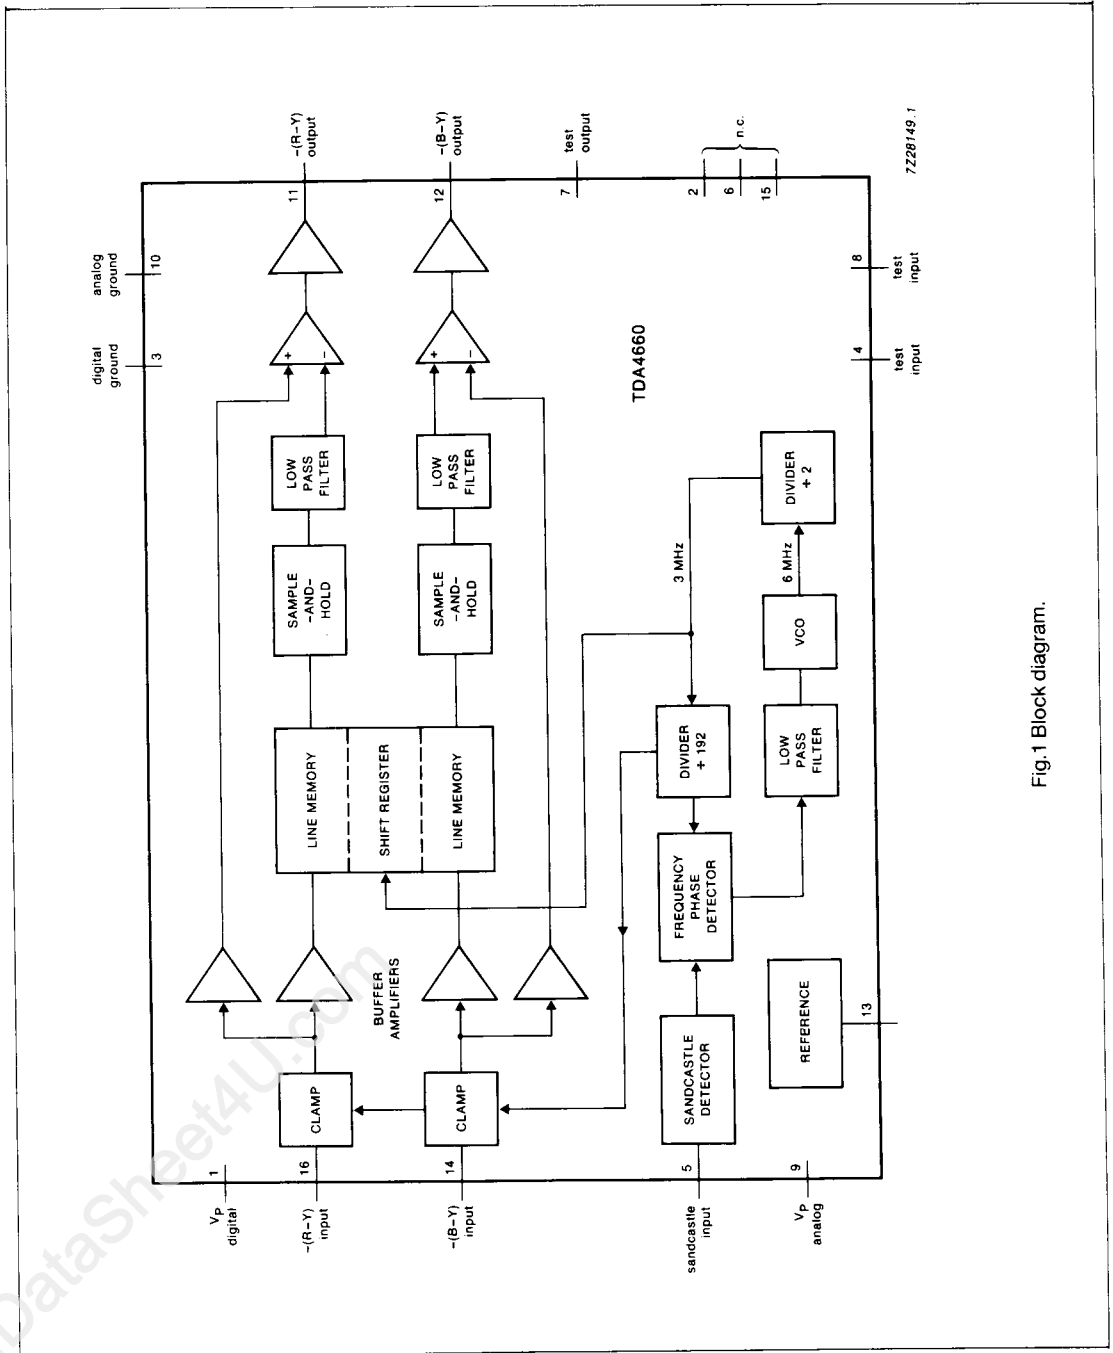 analog
ground
10
digital
ground
3
-(R-Y)
output
11
-(B-Y)
output
12
test
output
7
n.c.
2
6
15
7Z28149.1
8
test
input
4
test
input
TDA4660
+
-
+
-
LOW
PASS
FILTER
LOW
PASS
FILTER
SAMPLE
-AND-
HOLD
SAMPLE
-AND-
HOLD
LINE MEMORY
SHIFT REGISTER
LINE MEMORY
BUFFER
AMPLIFIERS
CLAMP
CLAMP
DIVIDER
+ 2
6 MHz
3 MHz
VCO
LOW
PASS
FILTER
DIVIDER
+ 192
FREQUENCY
PHASE
DETECTOR
SANDCASTLE
DETECTOR
REFERENCE
13
1
VP
digital
16
-(R-Y)
input
14
-(B-Y)
input
5
sandcastle
input
9
VP
analog
Fig.1 Block diagram.
DataSheet4U.com